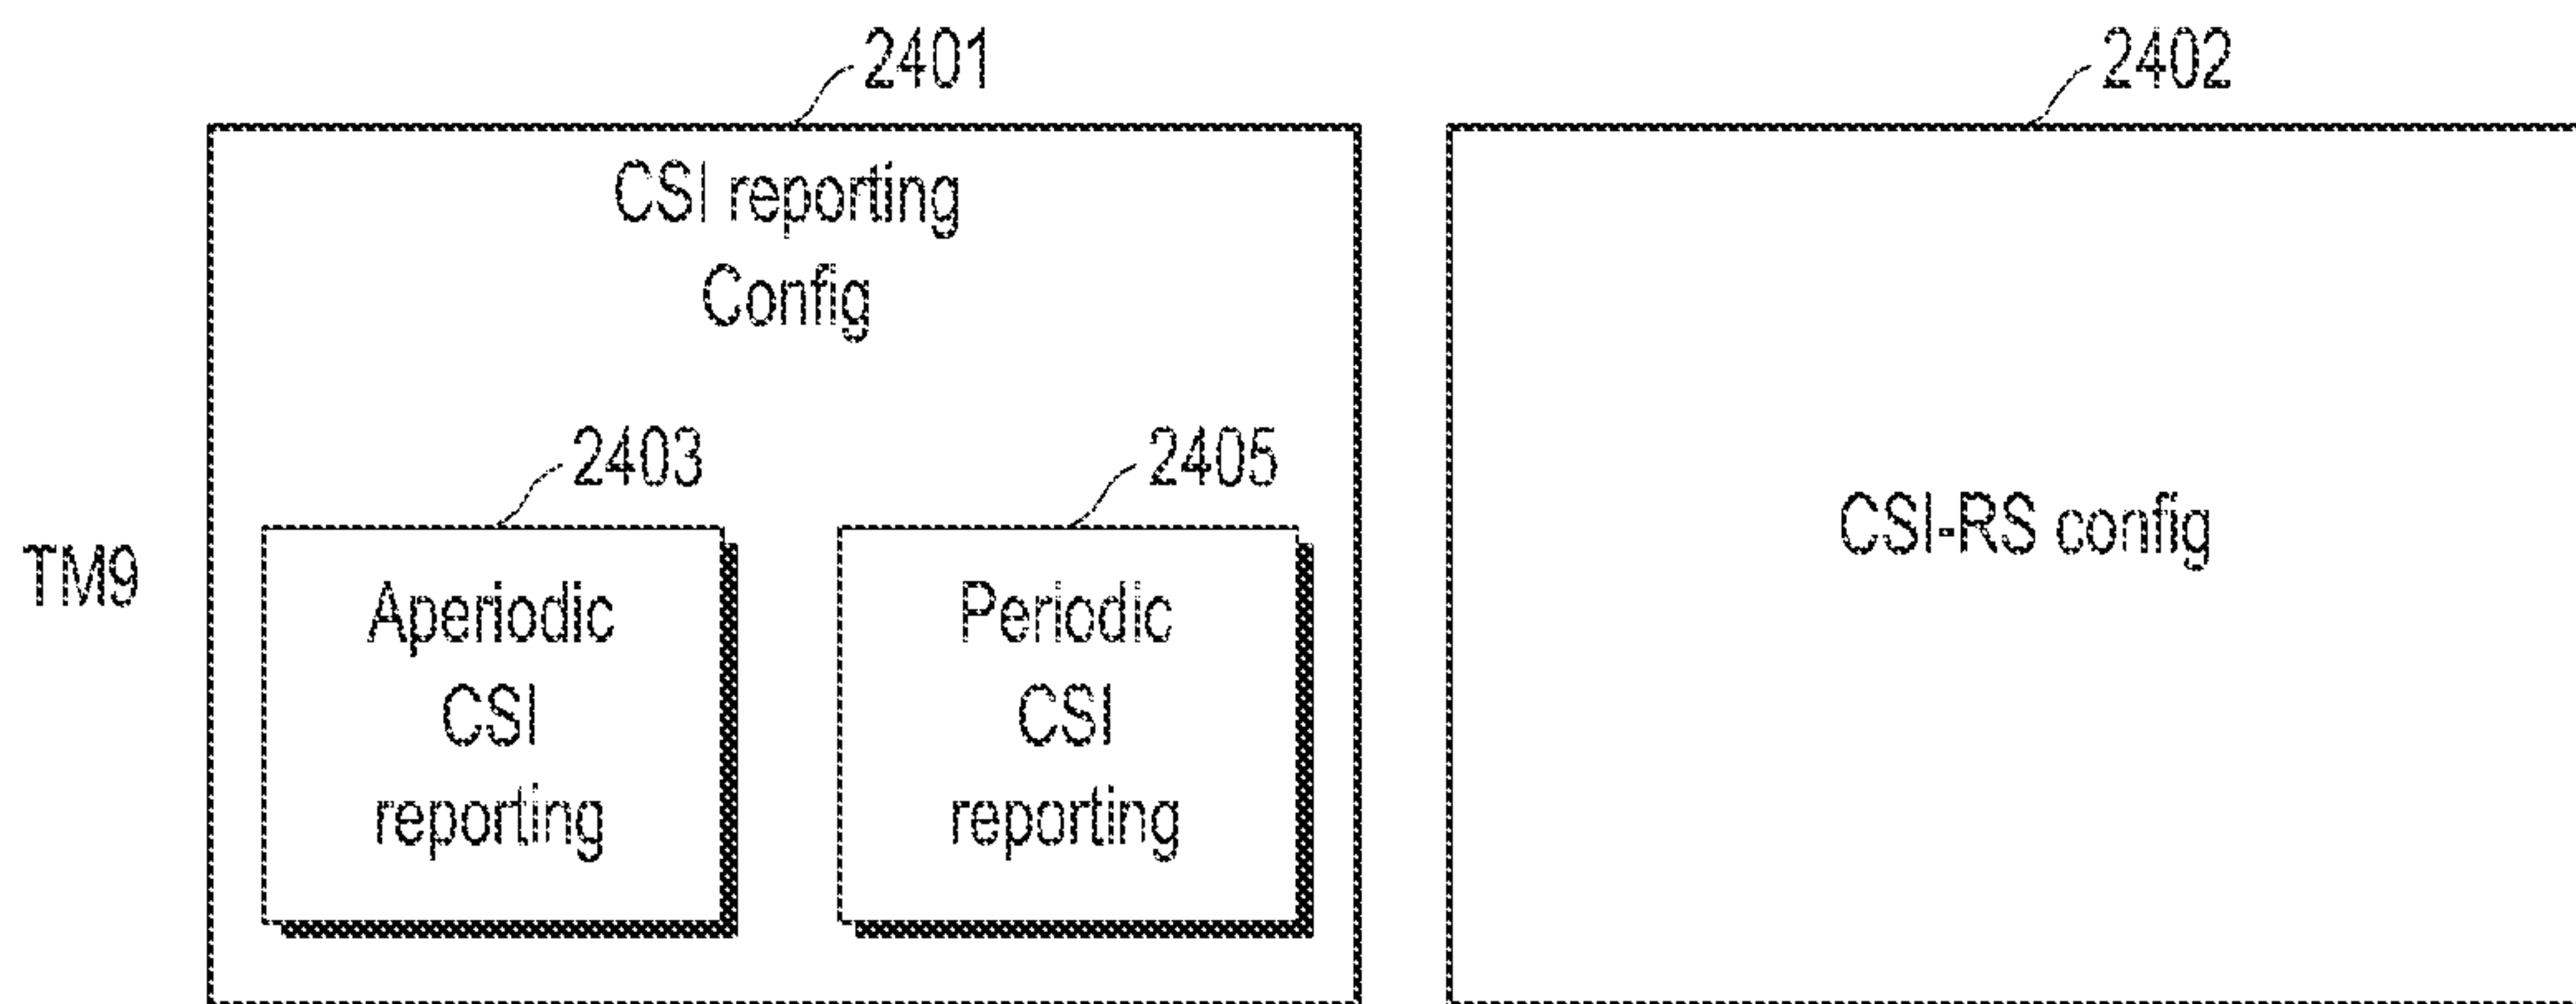 2401
2402
CSI reporting
Config
2403
2405
CSI-RS config
TM9
Aperiodic
CSI
reporting
Periodic
CSI
reporting